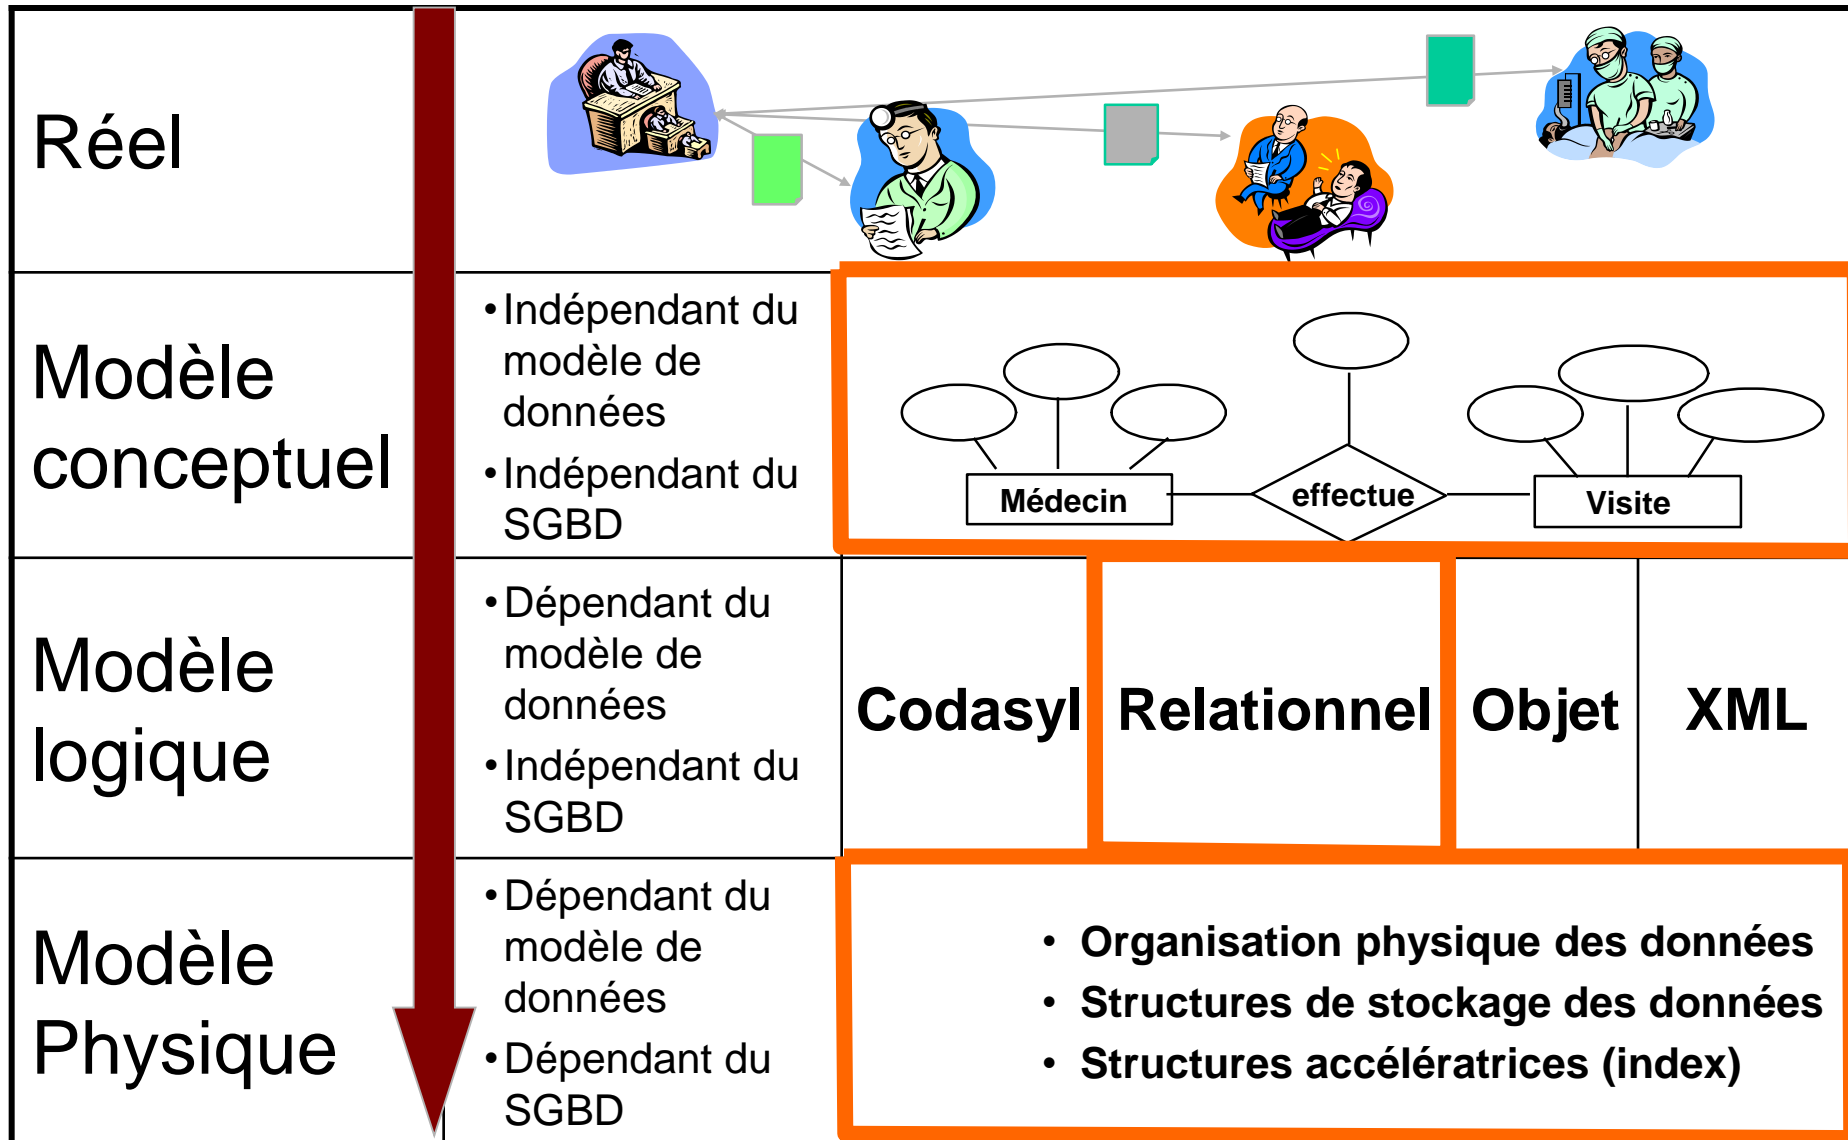 Réel
Modèle
conceptuel
•Indépendant du
modèle de
données
•Indépendant du
SGBD
Médecin
effectue
Visite
Modèle
logique
•Dépendant du
modèle de
données
•Indépendant du
SGBD
Codasyl
Relationnel
Objet
XML
Modèle
Physique
•Dépendant du
modèle de
données
•Dépendant du
SGBD
• Organisation physique des données
• Structures de stockage des données
• Structures accélératrices (index)